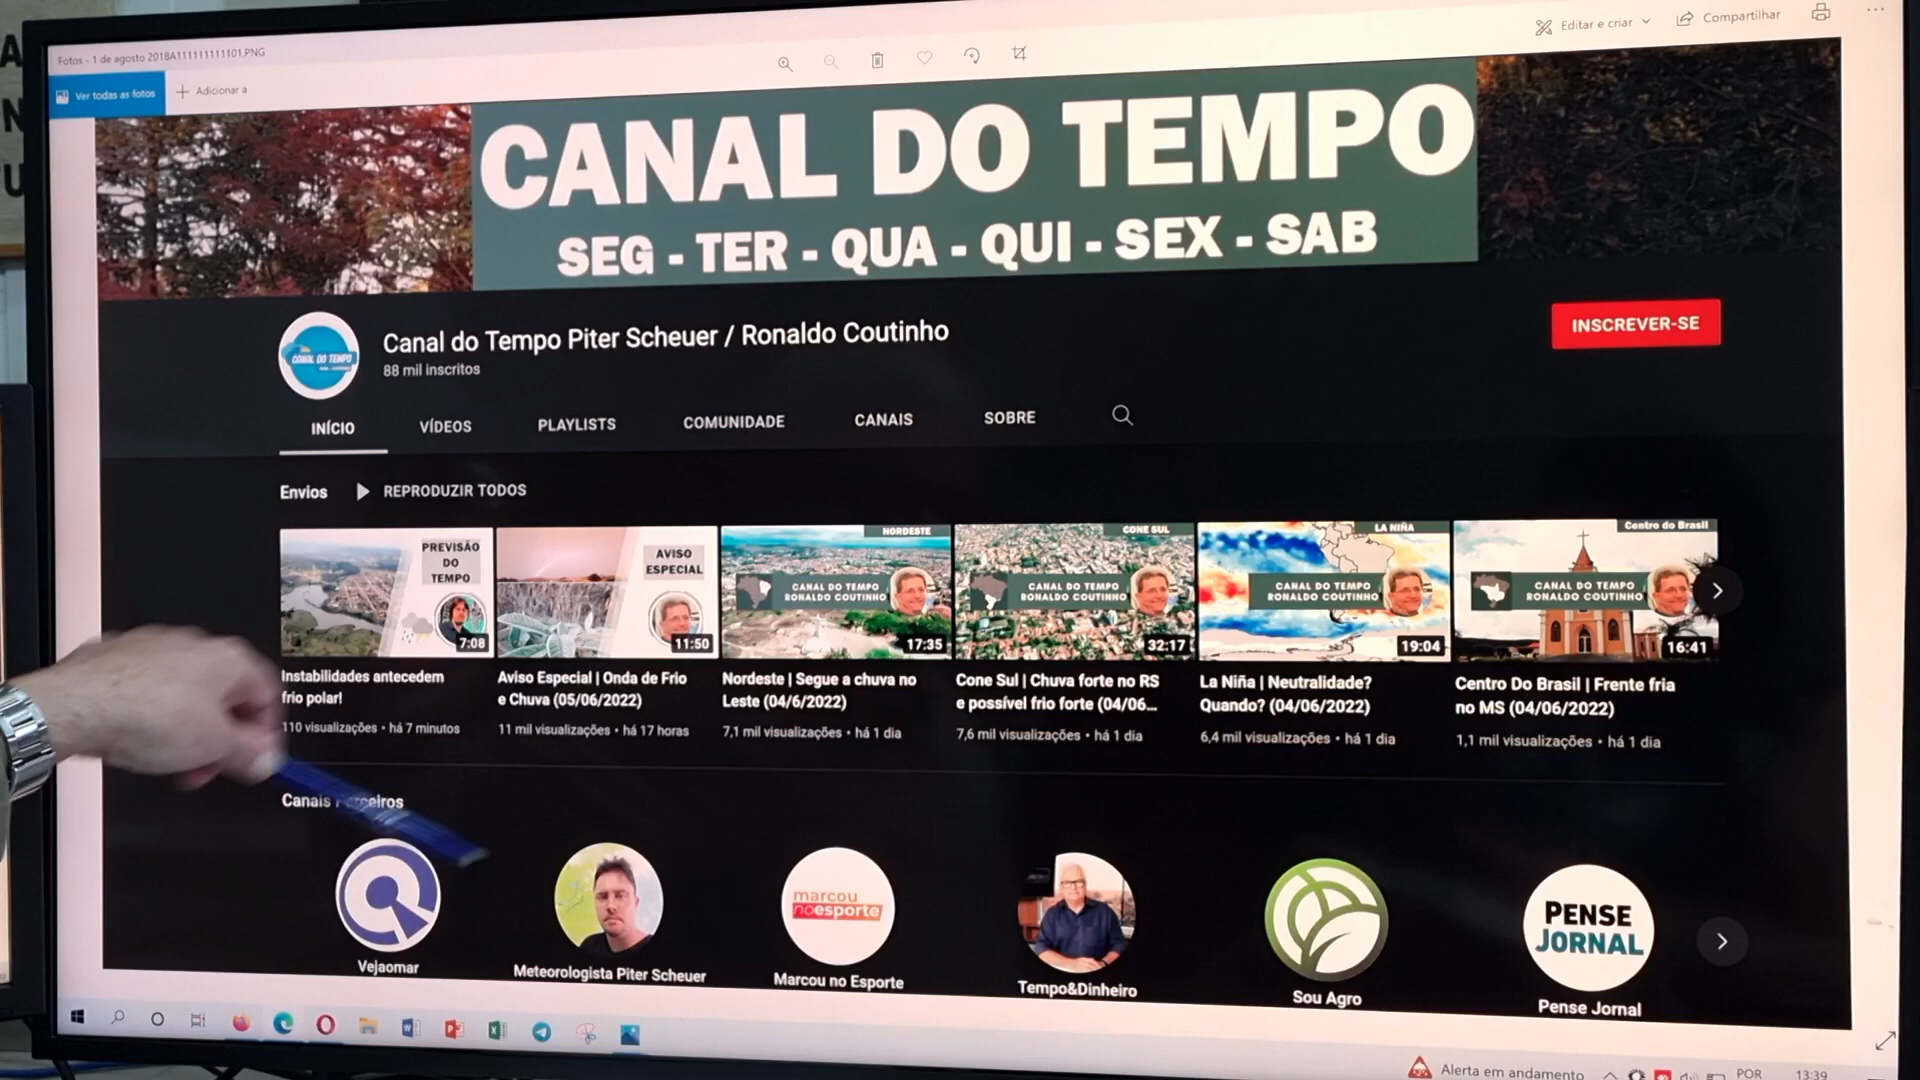 Fotos - 1 de agosto 2018A111111111101.PNG
Editar e criar
Compartilhar
Ver todas as fotos
Adicionar a
CANAL DO TEMPO
SEG - TER - QUA - QUI - SEX - SAB
CANAL DO TEMPO
Canal do Tempo Piter Scheuer / Ronaldo Coutinho
88 mil inscritos
INSCREVER-SE
INÍCIO
VÍDEOS
PLAYLISTS
COMUNIDADE
CANAIS
SOBRE
Envios
REPRODUZIR TODOS
PREVISÃO
DO
TEMPO
7:08
AVISO
ESPECIAL
11:50
NORDESTE
CANAL DO TEMPO
RONALDO COUTINHO
17:35
CONE SUL
CANAL DO TEMPO
RONALDO COUTINHO
32:17
LA NIÑA
CANAL DO TEMPO
RONALDO COUTINHO
19:04
Centro do Brasil
CANAL DO TEMPO
RONALDO COUTINHO
16:41
Instabilidades antecedem
frio polar!
110 visualizações • há 7 minutos
Aviso Especial | Onda de Frio
e Chuva (05/06/2022)
11 mil visualizações • há 17 horas
Nordeste | Segue a chuva no
Leste (04/6/2022)
7,1 mil visualizações • há 1 dia
Cone Sul | Chuva forte no RS
e possível frio forte (04/06...
7,6 mil visualizações • há 1 dia
La Niña | Neutralidade?
Quando? (04/06/2022)
6,4 mil visualizações • há 1 dia
Centro Do Brasil | Frente fria
no MS (04/06/2022)
1,1 mil visualizações • há 1 dia
Canais Parceiros
Vejaomar
Meteorologista Piter Scheuer
marcou
noesporte
Marcou no Esporte
Tempo&Dinheiro
Sou Agro
PENSE
JORNAL
Pense Jornal
Alerta em andamento
POR
13:39